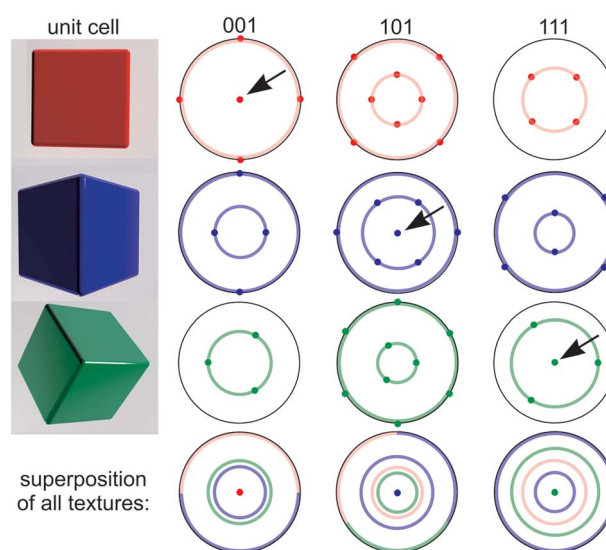 unit cell 001 101 111
superposition
of all textures: